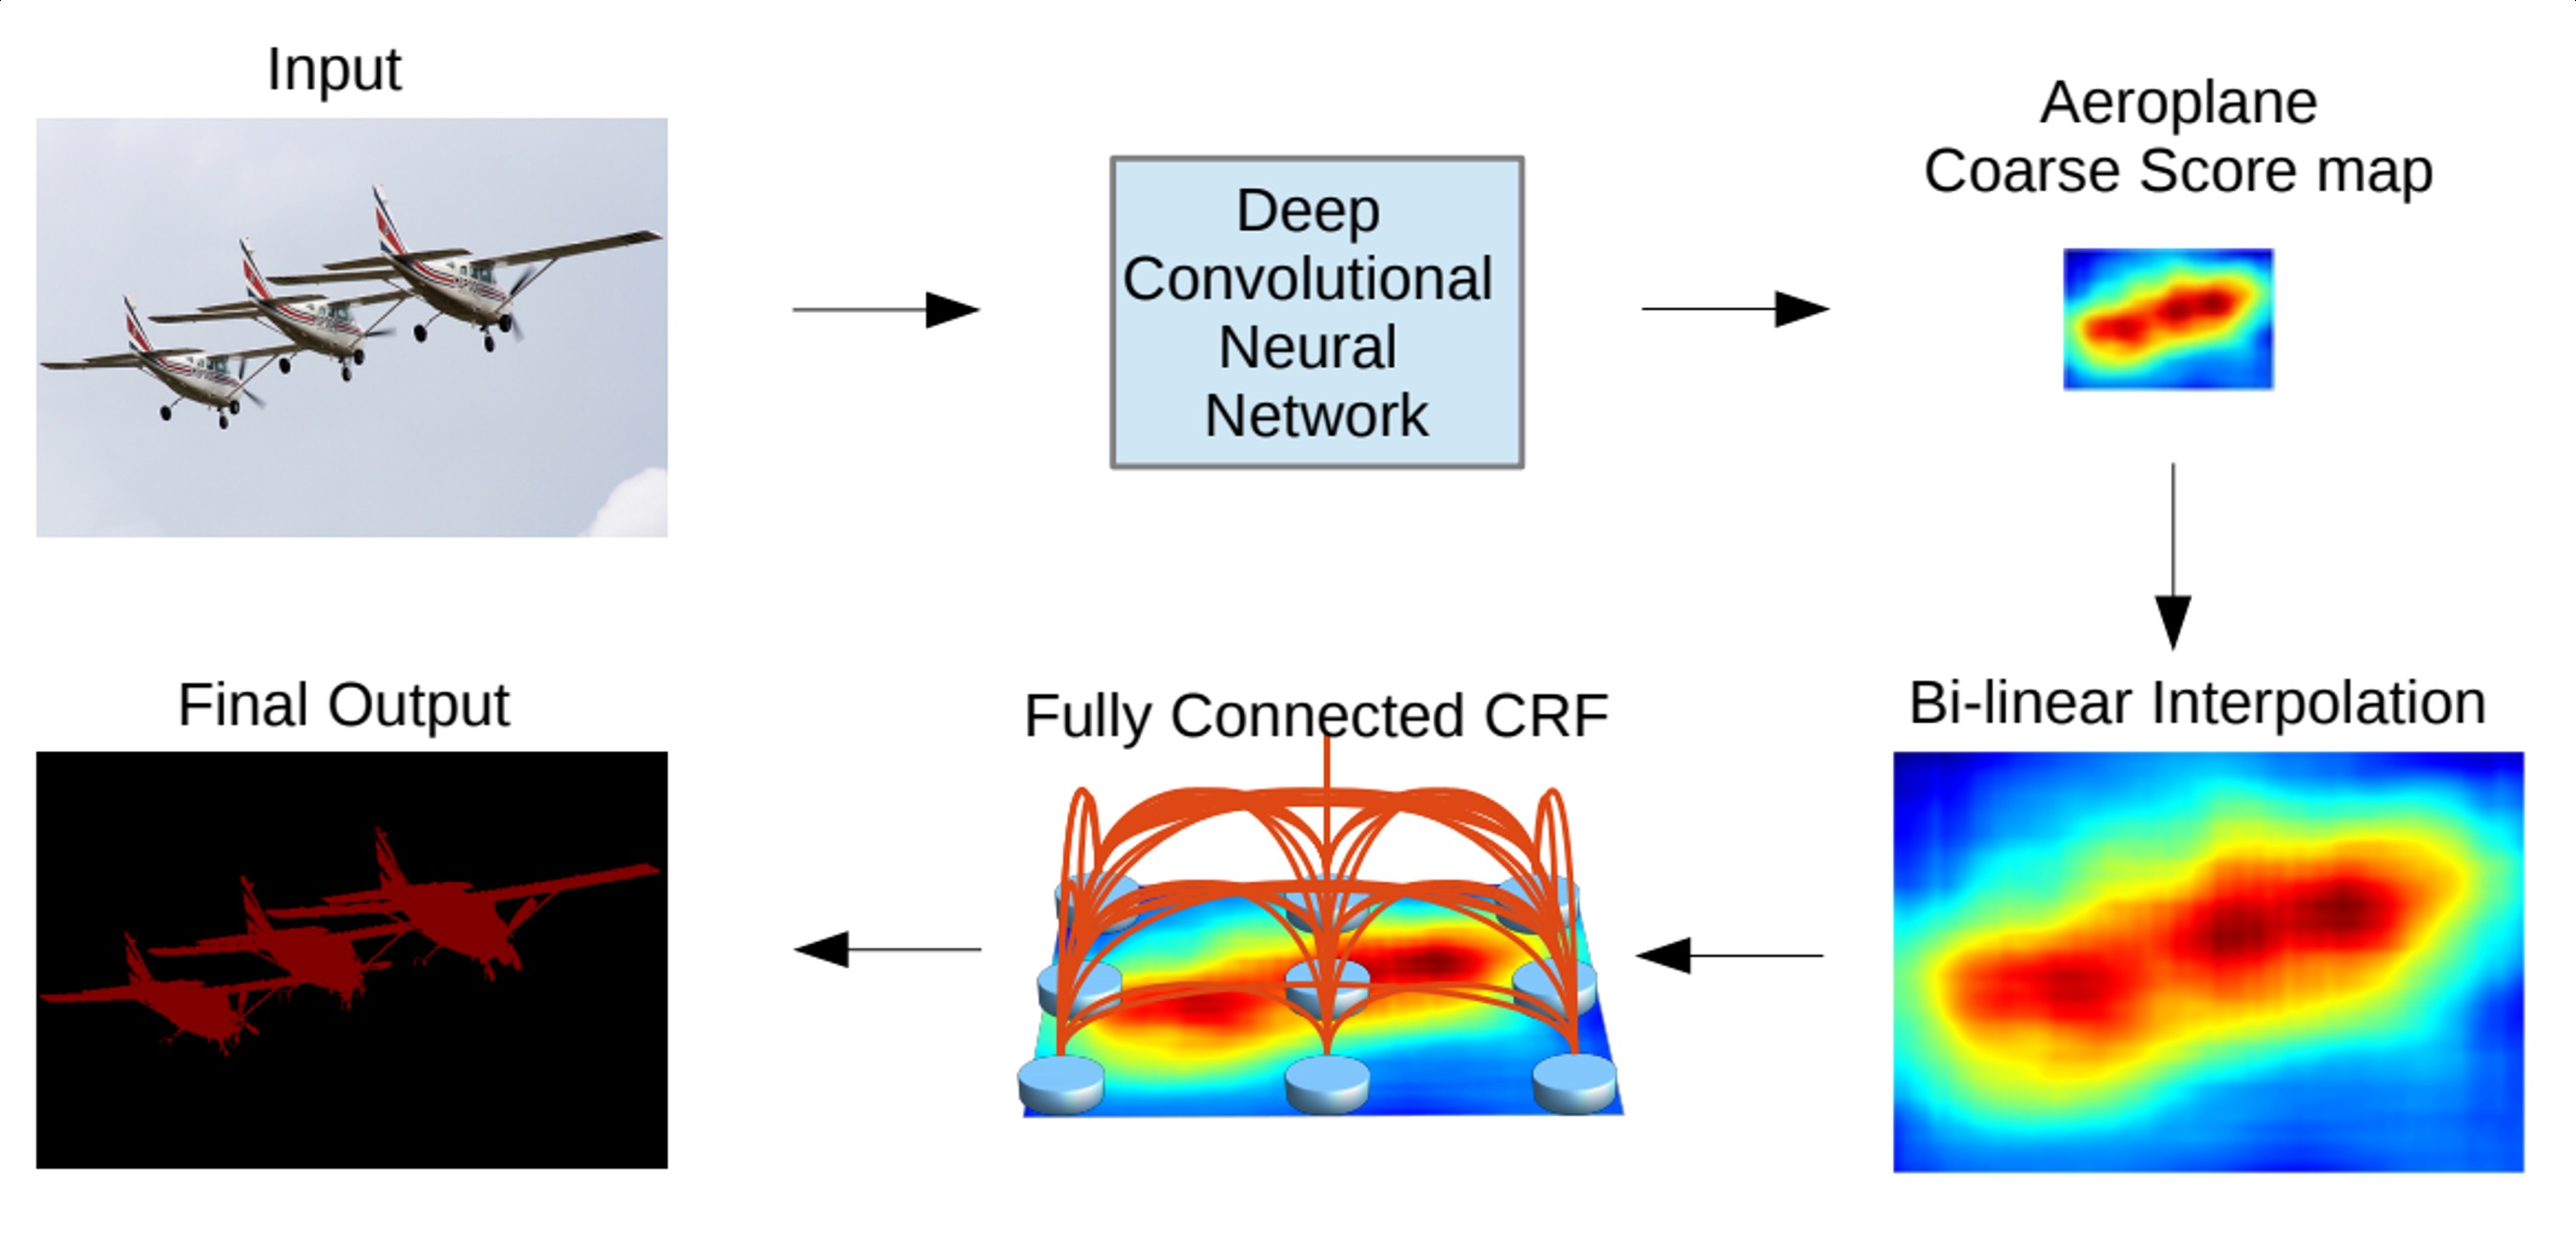 Input
Deep
Convolutional
Neural
Network
Aeroplane
Coarse Score map
Bi-linear Interpolation
Fully Connected CRF
Final Output